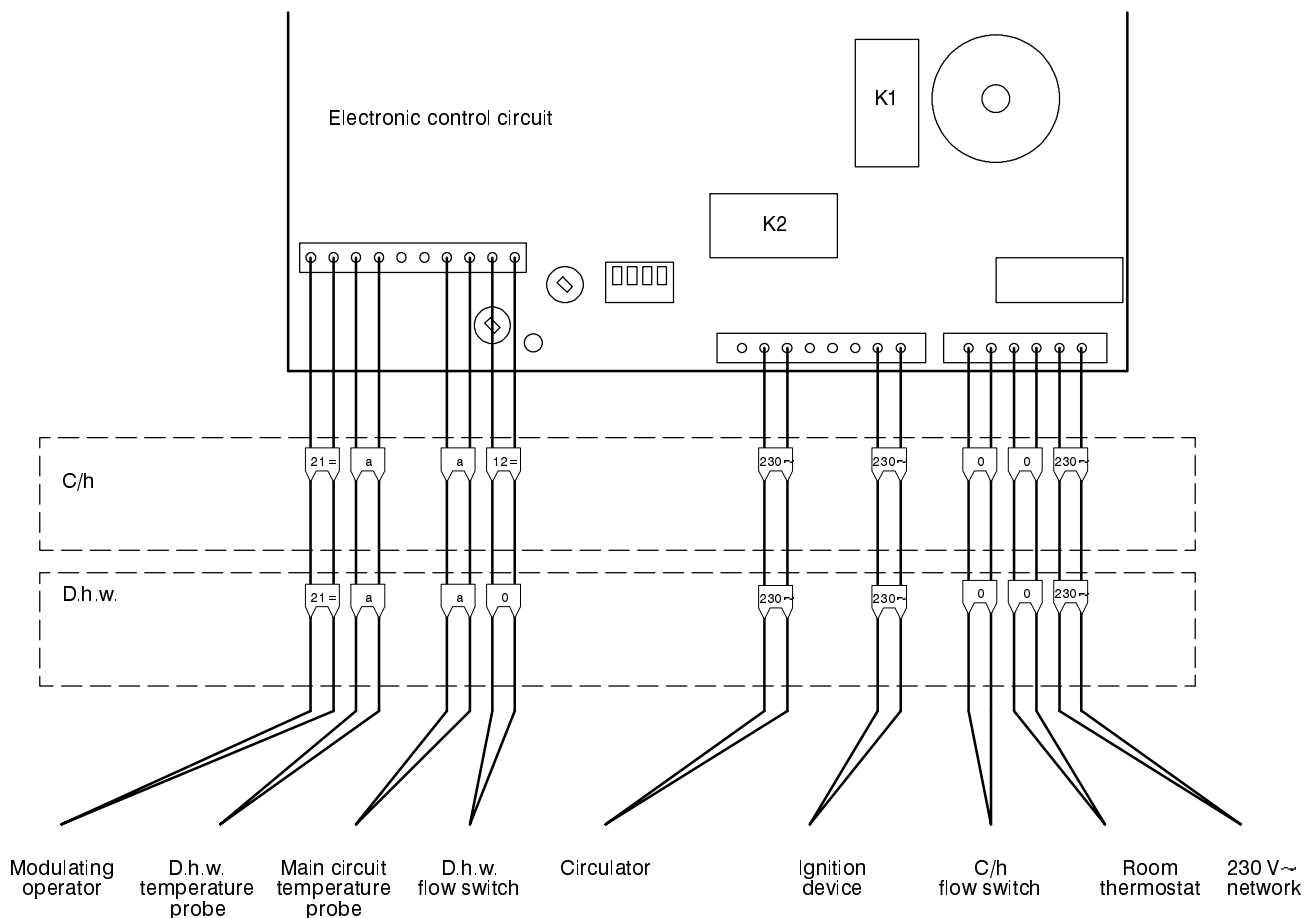 K1
Electronic control circuit
K2
C/h
21= a a 12= 230~ 230~ 0 0 230~
D.h.w.
21= a a 0 230~ 230~ 0 0 230~
Modulating
operator
D.h.w.
temperature
probe
Main circuit
temperature
probe
D.h.w.
flow switch
Circulator
Ignition
device
C/h
flow switch
Room
thermostat
230 V~
network